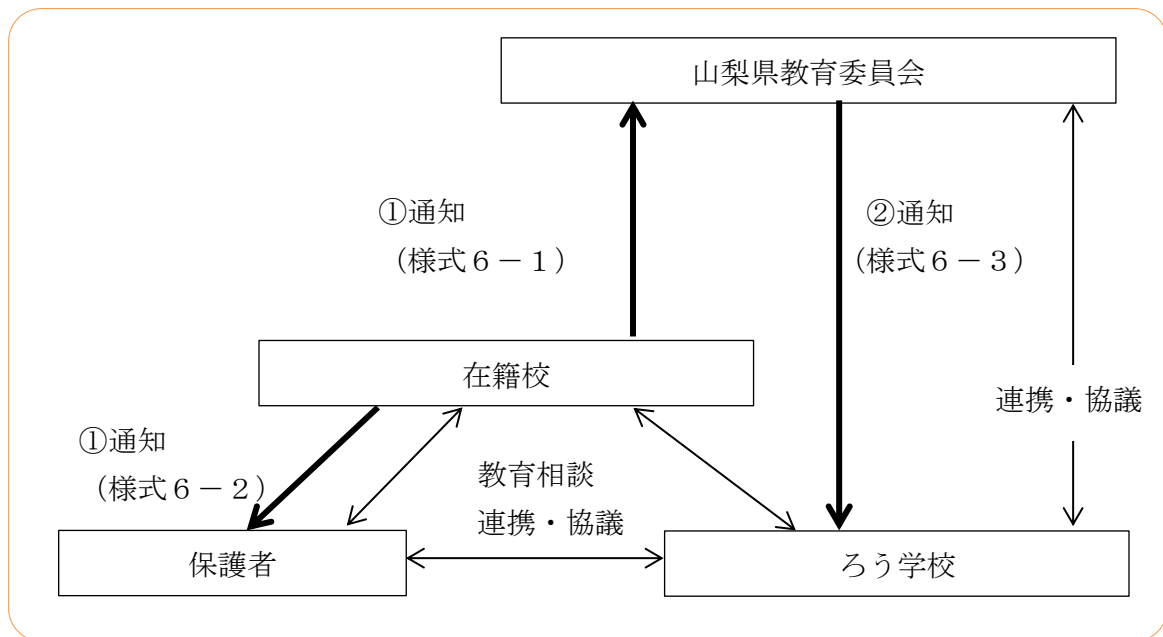 山梨県教育委員会
①通知
（様式６－１）
②通知
（様式６－３）
在籍校
連携・協議
①通知
（様式６－２）
教育相談
連携・協議
保護者
ろう学校